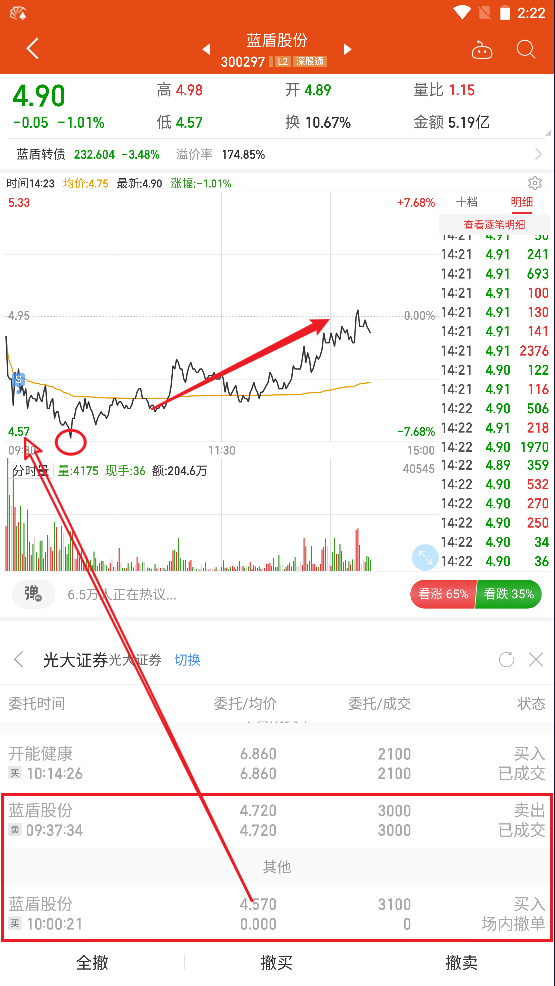 2:22
蓝盾股份
300297 L2 深股通
4.90
-0.05 -1.01%
高 4.98 开 4.89 量比 1.15
低 4.57 换 10.67% 金额 5.19亿
蓝盾转债 232.604 -3.48% 溢价率 174.85%
时间14:23 均价:4.75 最新:4.90 涨幅:-1.01%
5.33 +7.68%
4.95 0.00%
S
4.57 -7.68%
11:30 15:00
分时量 量:4175 现手:36 额:204.6万 40545
十档 明细
查看逐笔明细
14:21 4.91 50
14:21 4.91 241
14:21 4.91 693
14:21 4.91 100
14:21 4.91 130
14:21 4.91 141
14:21 4.91 2376
14:21 4.90 122
14:21 4.91 116
14:22 4.90 506
14:22 4.91 218
14:22 4.90 1970
14:22 4.89 359
14:22 4.90 532
14:22 4.90 270
14:22 4.90 250
14:22 4.90 34
14:22 4.90 36
弹 6.5万人正在热议... 看涨 65% 看跌 35%
光大证券光大证券 切换
委托时间 委托/均价 委托/成交 状态
开能健康 6.860 2100 买入
买 10:14:26 6.860 2100 已成交
蓝盾股份 4.720 3000 卖出
卖 09:37:34 4.720 3000 已成交
其他
蓝盾股份 4.570 3100 买入
买 10:00:21 0.000 0 场内撤单
全撤 撤买 撤卖